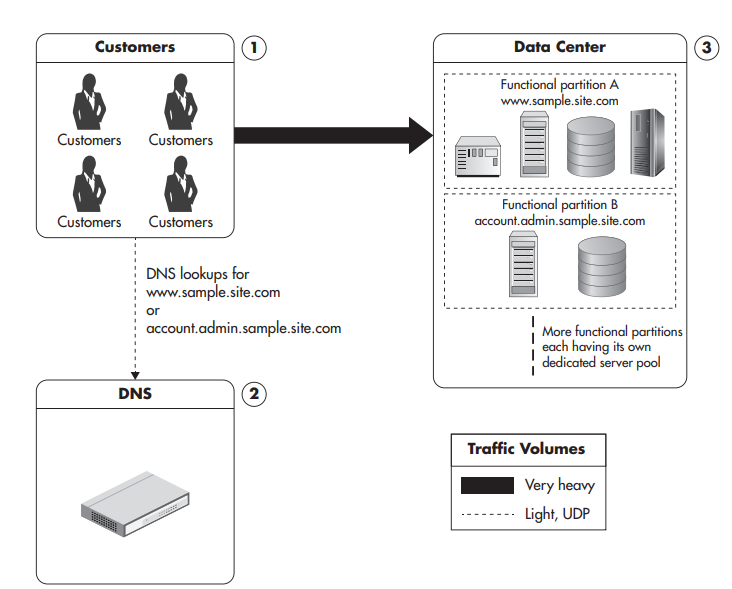 Customers
1
Customers
Customers
Customers
Customers
DNS lookups for
www.sample.site.com
or
account.admin.sample.site.com
DNS
2
Data Center
3
Functional partition A
www.sample.site.com
Functional partition B
account.admin.sample.site.com
More functional partitions
each having its own
dedicated server pool
Traffic Volumes
Very heavy
Light, UDP